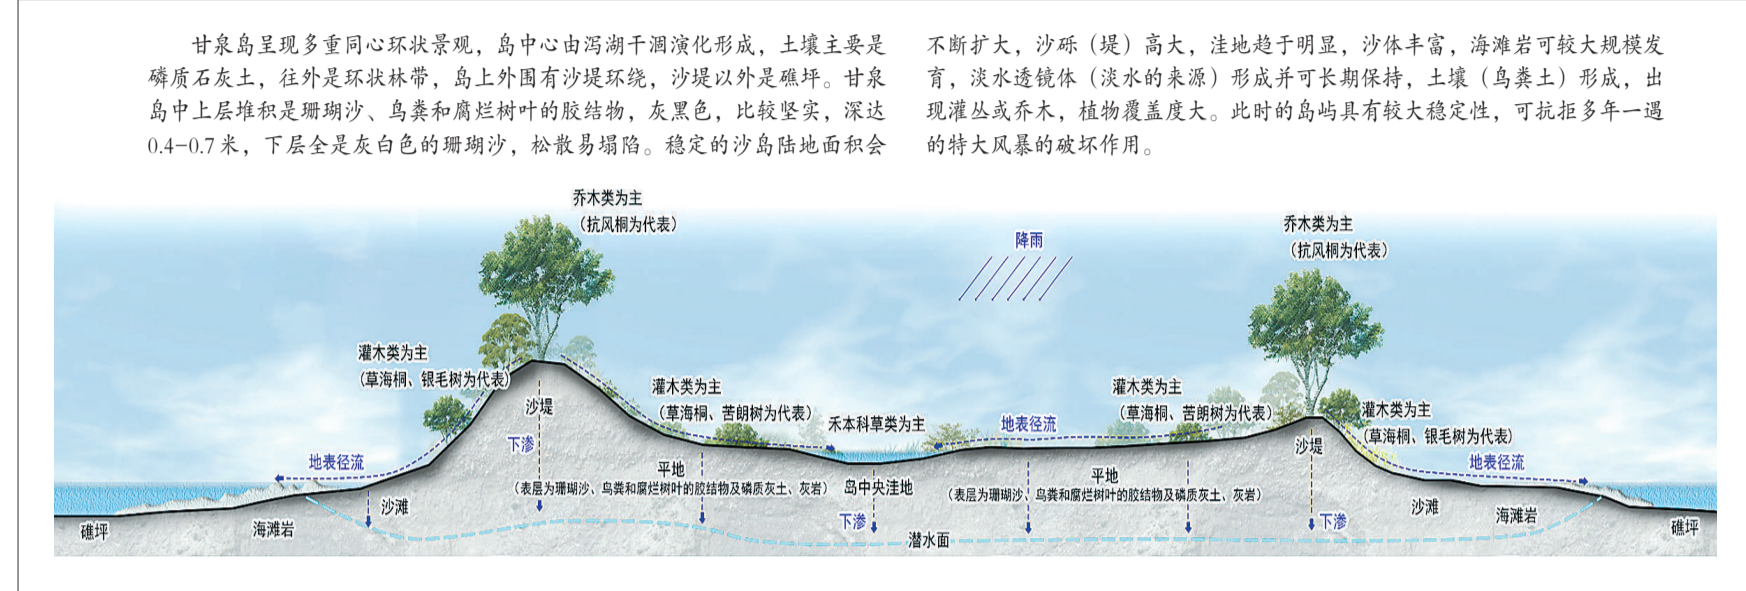 甘泉岛呈现多重同心环状景观，岛中心由泻湖干涸演化形成，土壤主要是
磷质石灰土，往外是环状林带，岛上外围有沙堤环绕，沙堤以外是礁坪。甘泉
岛中上层堆积是珊瑚沙、鸟粪和腐烂树叶的胶结物，灰黑色，比较坚实，深达
0.4-0.7米，下层全是灰白色的珊瑚沙，松散易塌陷。稳定的沙岛陆地面积会
不断扩大，沙砾（堤）高大，洼地趋于明显，沙体丰富，海滩岩可较大规模发
育，淡水透镜体（淡水的来源）形成并可长期保持，土壤（鸟粪土）形成，出
现灌丛或乔木，植物覆盖度大。此时的岛屿具有较大稳定性，可抗拒多年一遇
的特大风暴的破坏作用。
乔木类为主
（抗风桐为代表）
降雨
乔木类为主
（抗风桐为代表）
灌木类为主
（草海桐、银毛树为代表）
灌木类为主
（草海桐、苦朗树为代表）
禾本科草类为主
地表径流
灌木类为主
（草海桐、苦朗树为代表）
灌木类为主
（草海桐、银毛树为代表）
地表径流
沙堤
下渗
地表径流
沙堤
平地
（表层为珊瑚沙、鸟粪和腐烂树叶的胶结物及磷质灰土、灰岩）
岛中央洼地
平地
（表层为珊瑚沙、鸟粪和腐烂树叶的胶结物及磷质灰土、灰岩）
礁坪
海滩岩
沙滩
下渗
潜水面
下渗
沙滩
海滩岩
礁坪